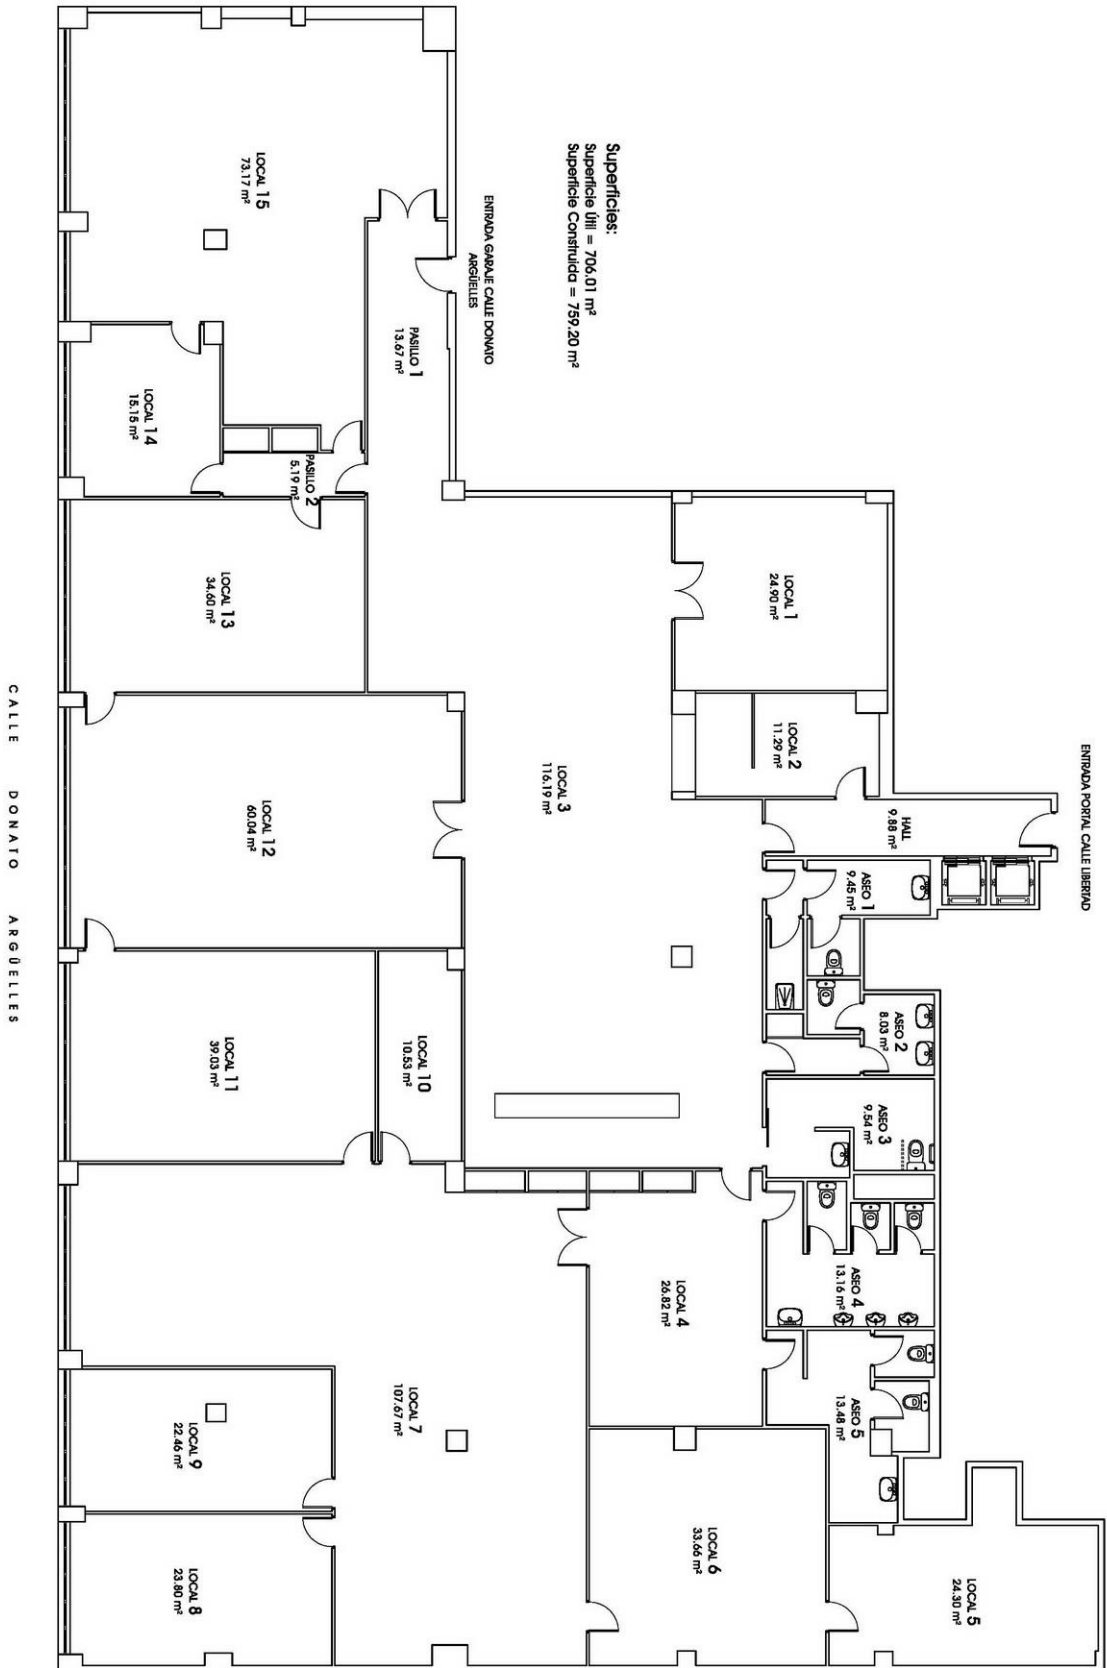 ENTRADA PORTAL CALLE LIBERTAD
Superficies:
Superficie Útil = 706.01 m²
Superficie Construida = 759.20 m²
ENTRADA GARAJE CALLE DONATO
ARGÜELLES
LOCAL 15
73.17 m²
PASILLO 1
13.67 m²
LOCAL 14
15.15 m²
PASILLO 2
5.19 m²
LOCAL 13
34.60 m²
LOCAL 1
24.90 m²
LOCAL 2
11.29 m²
HALL
9.88 m²
LOCAL 3
116.19 m²
LOCAL 12
60.04 m²
ASEO 1
9.45 m²
ASEO 2
8.03 m²
ASEO 3
9.54 m²
LOCAL 10
10.53 m²
LOCAL 11
39.03 m²
ASEO 4
13.16 m²
LOCAL 4
26.82 m²
ASEO 5
13.48 m²
LOCAL 7
107.67 m²
LOCAL 9
22.46 m²
LOCAL 6
33.66 m²
LOCAL 5
24.30 m²
LOCAL 8
23.80 m²
CALLE DONATO ARGÜELLES